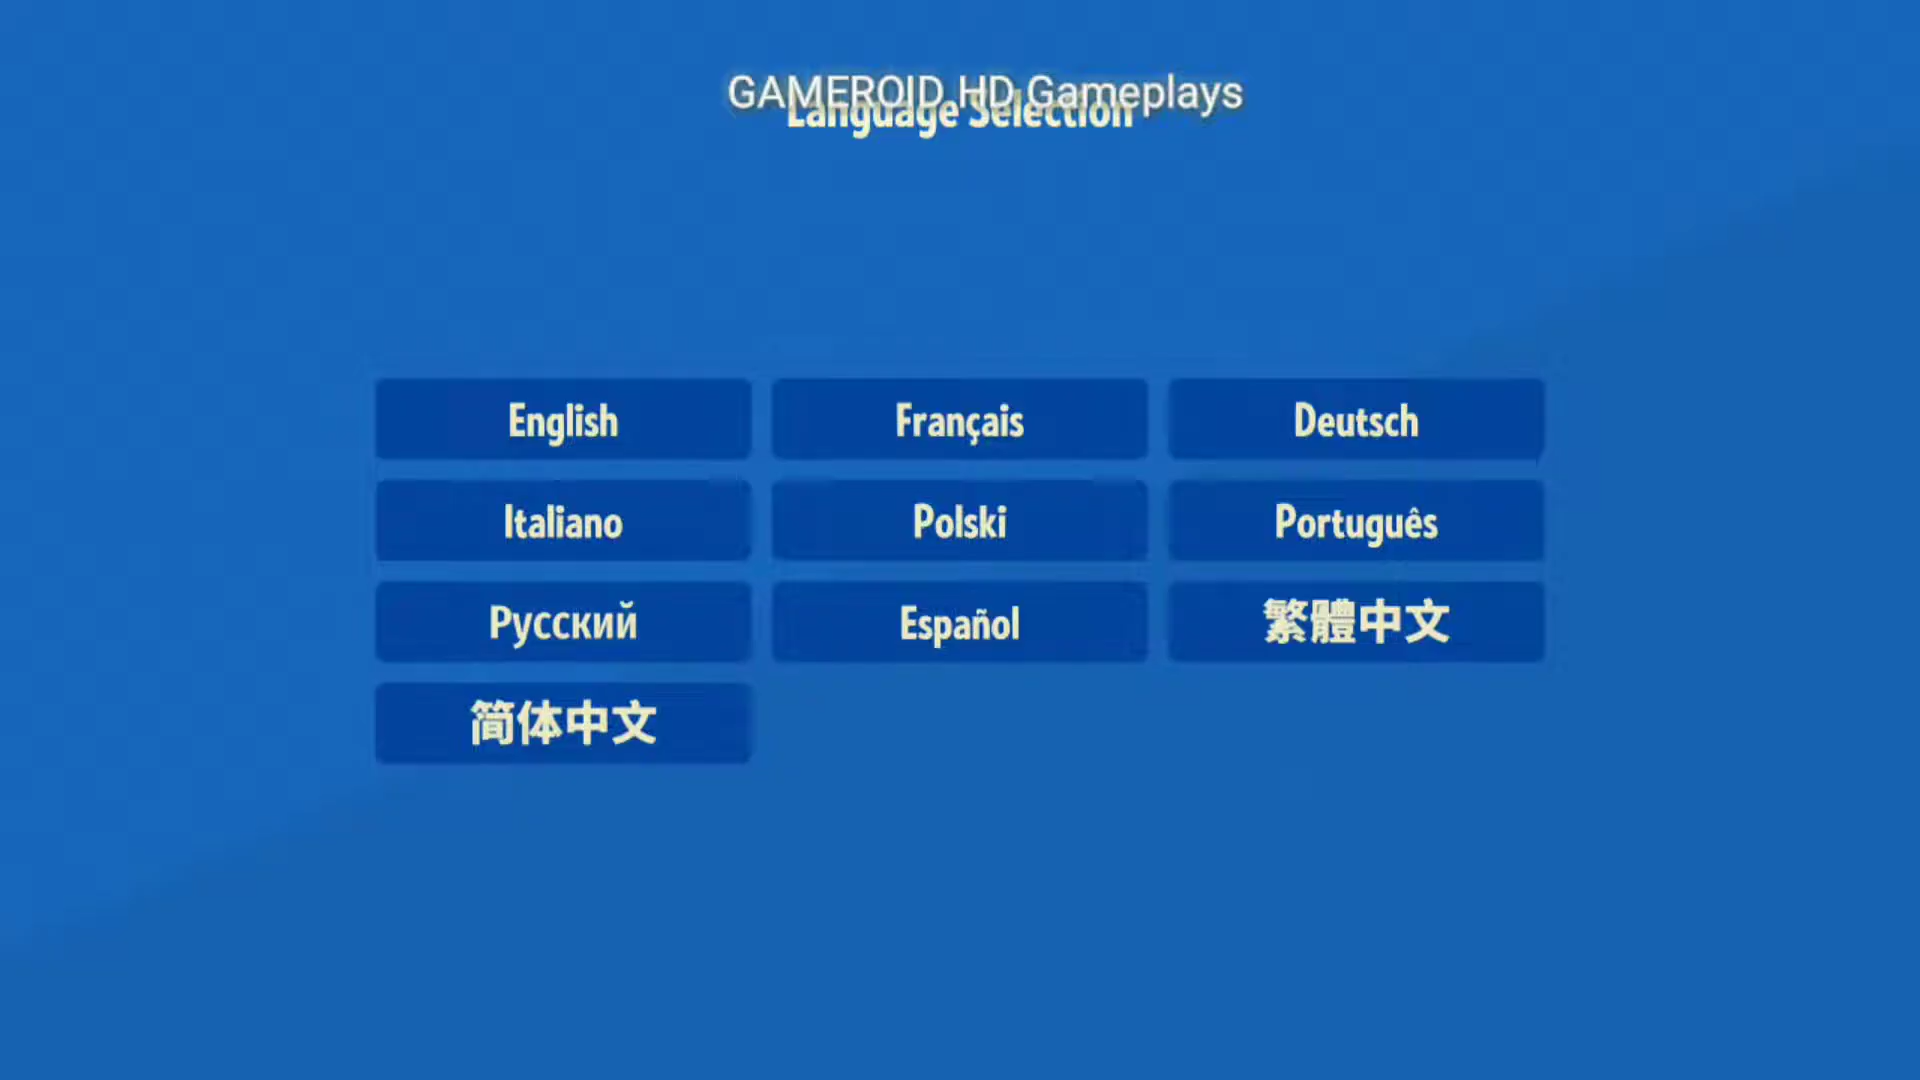 GAMEROID HD Gameplays
Language Selection
English
Français
Deutsch
Italiano
Polski
Português
Русский
Español
繁體中文
简体中文